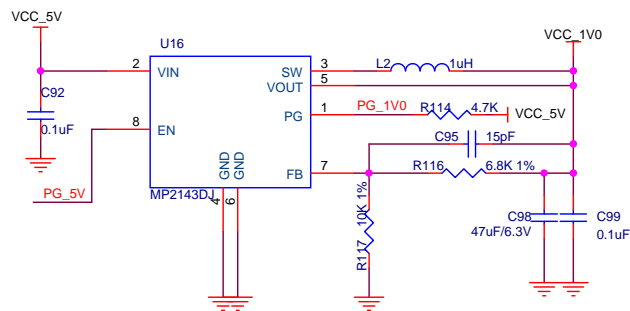 VCC_5V
VCC_1V0
U16
2
VIN
SW
3
L2
1uH
VOUT
5
C92
0.1uF
PG
1
PG_1V0
R114
4.7K
VCC_5V
8
EN
C95
15pF
PG_5V
GND
GND
FB
7
R116
6.8K 1%
MP2143DJ
4
6
R117
10K 1%
C98
47uF/6.3V
C99
0.1uF